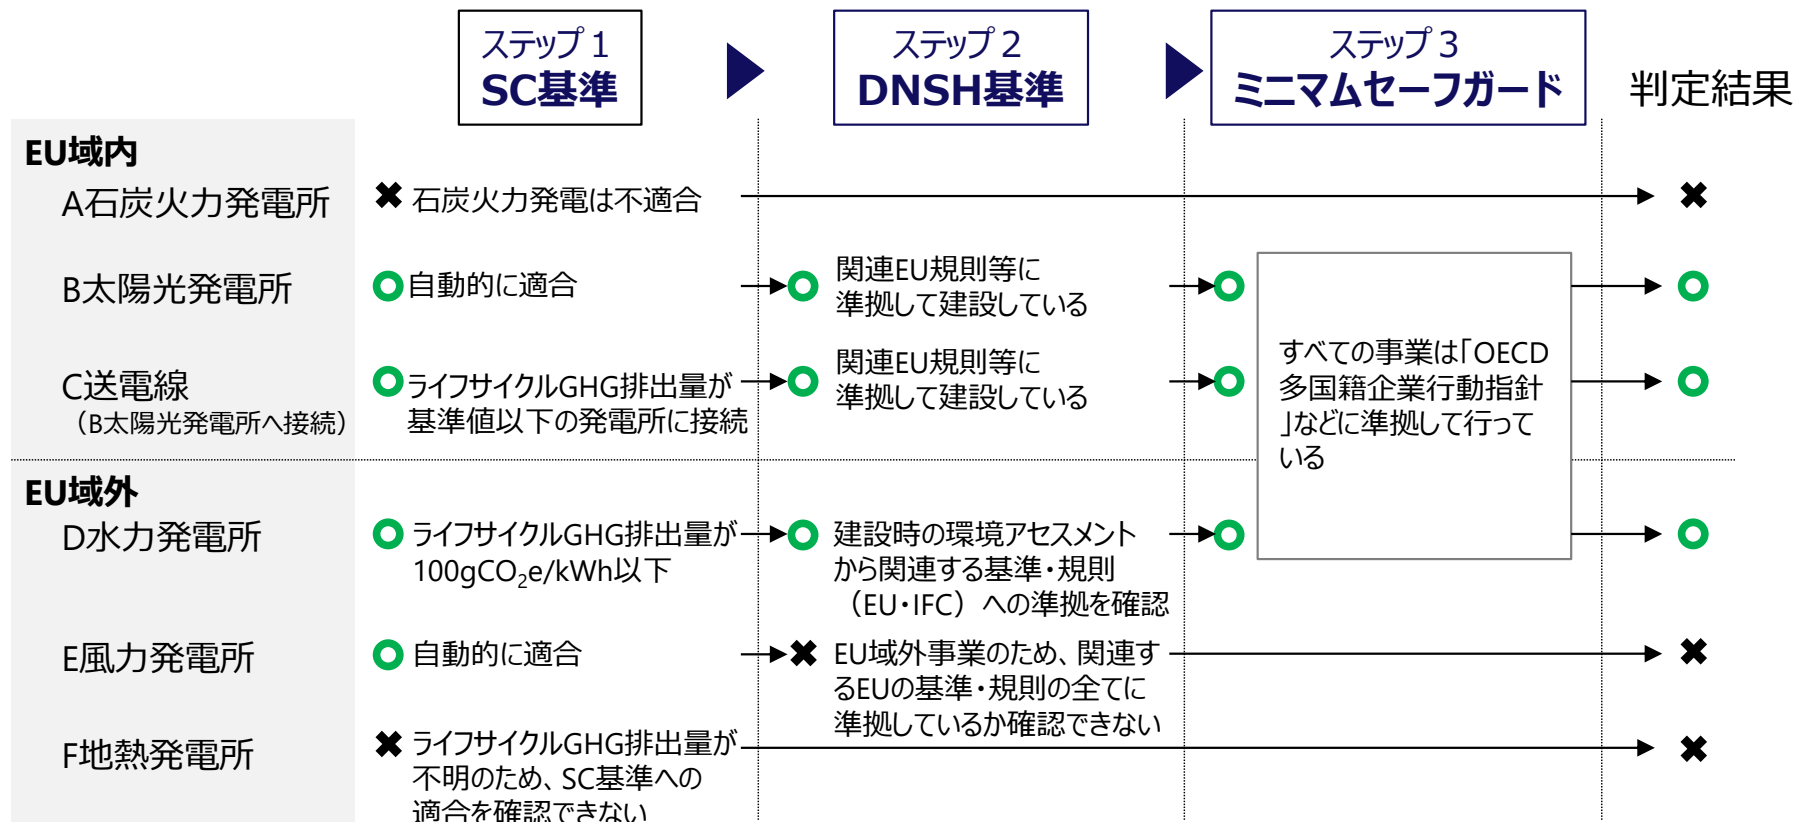 ステップ 1
SC基準
ステップ 2
DNSH基準
ステップ 3
ミニマムセーフガード
判定結果
EU域内
A石炭火力発電所
✖ 石炭火力発電は不適合
✖
B太陽光発電所
自動的に適合
関連EU規則等に
準拠して建設している
C送電線
（B太陽光発電所へ接続）
ライフサイクルGHG排出量が
基準値以下の発電所に接続
関連EU規則等に
準拠して建設している
すべての事業は「OECD
多国籍企業行動指針
」などに準拠して行って
いる
EU域外
D水力発電所
ライフサイクルGHG排出量が
100gCO₂e/kWh以下
建設時の環境アセスメント
から関連する基準・規則
（EU・IFC）への準拠を確認
E風力発電所
自動的に適合
✖ EU域外事業のため、関連す
るEUの基準・規則の全てに
準拠しているか確認できない
✖
F地熱発電所
✖ ライフサイクルGHG排出量が
不明のため、SC基準への
適合を確認できない
✖